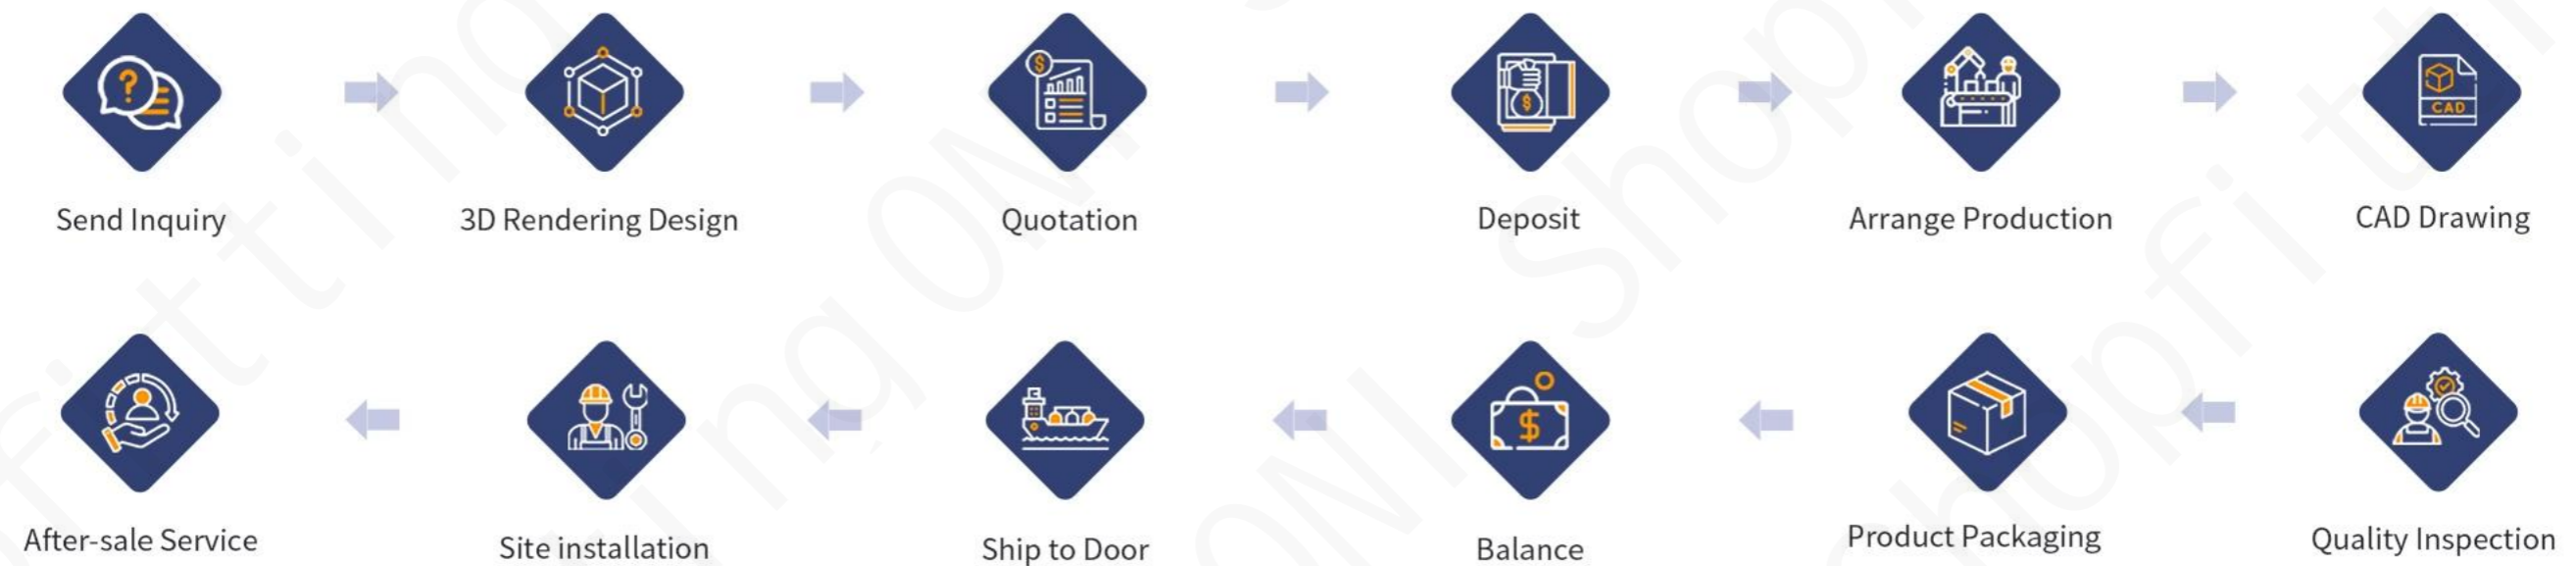 CAD
Send Inquiry
3D Rendering Design
Quotation
Deposit
Arrange Production
CAD Drawing
After-sale Service
Site installation
Ship to Door
Balance
Product Packaging
Quality Inspection